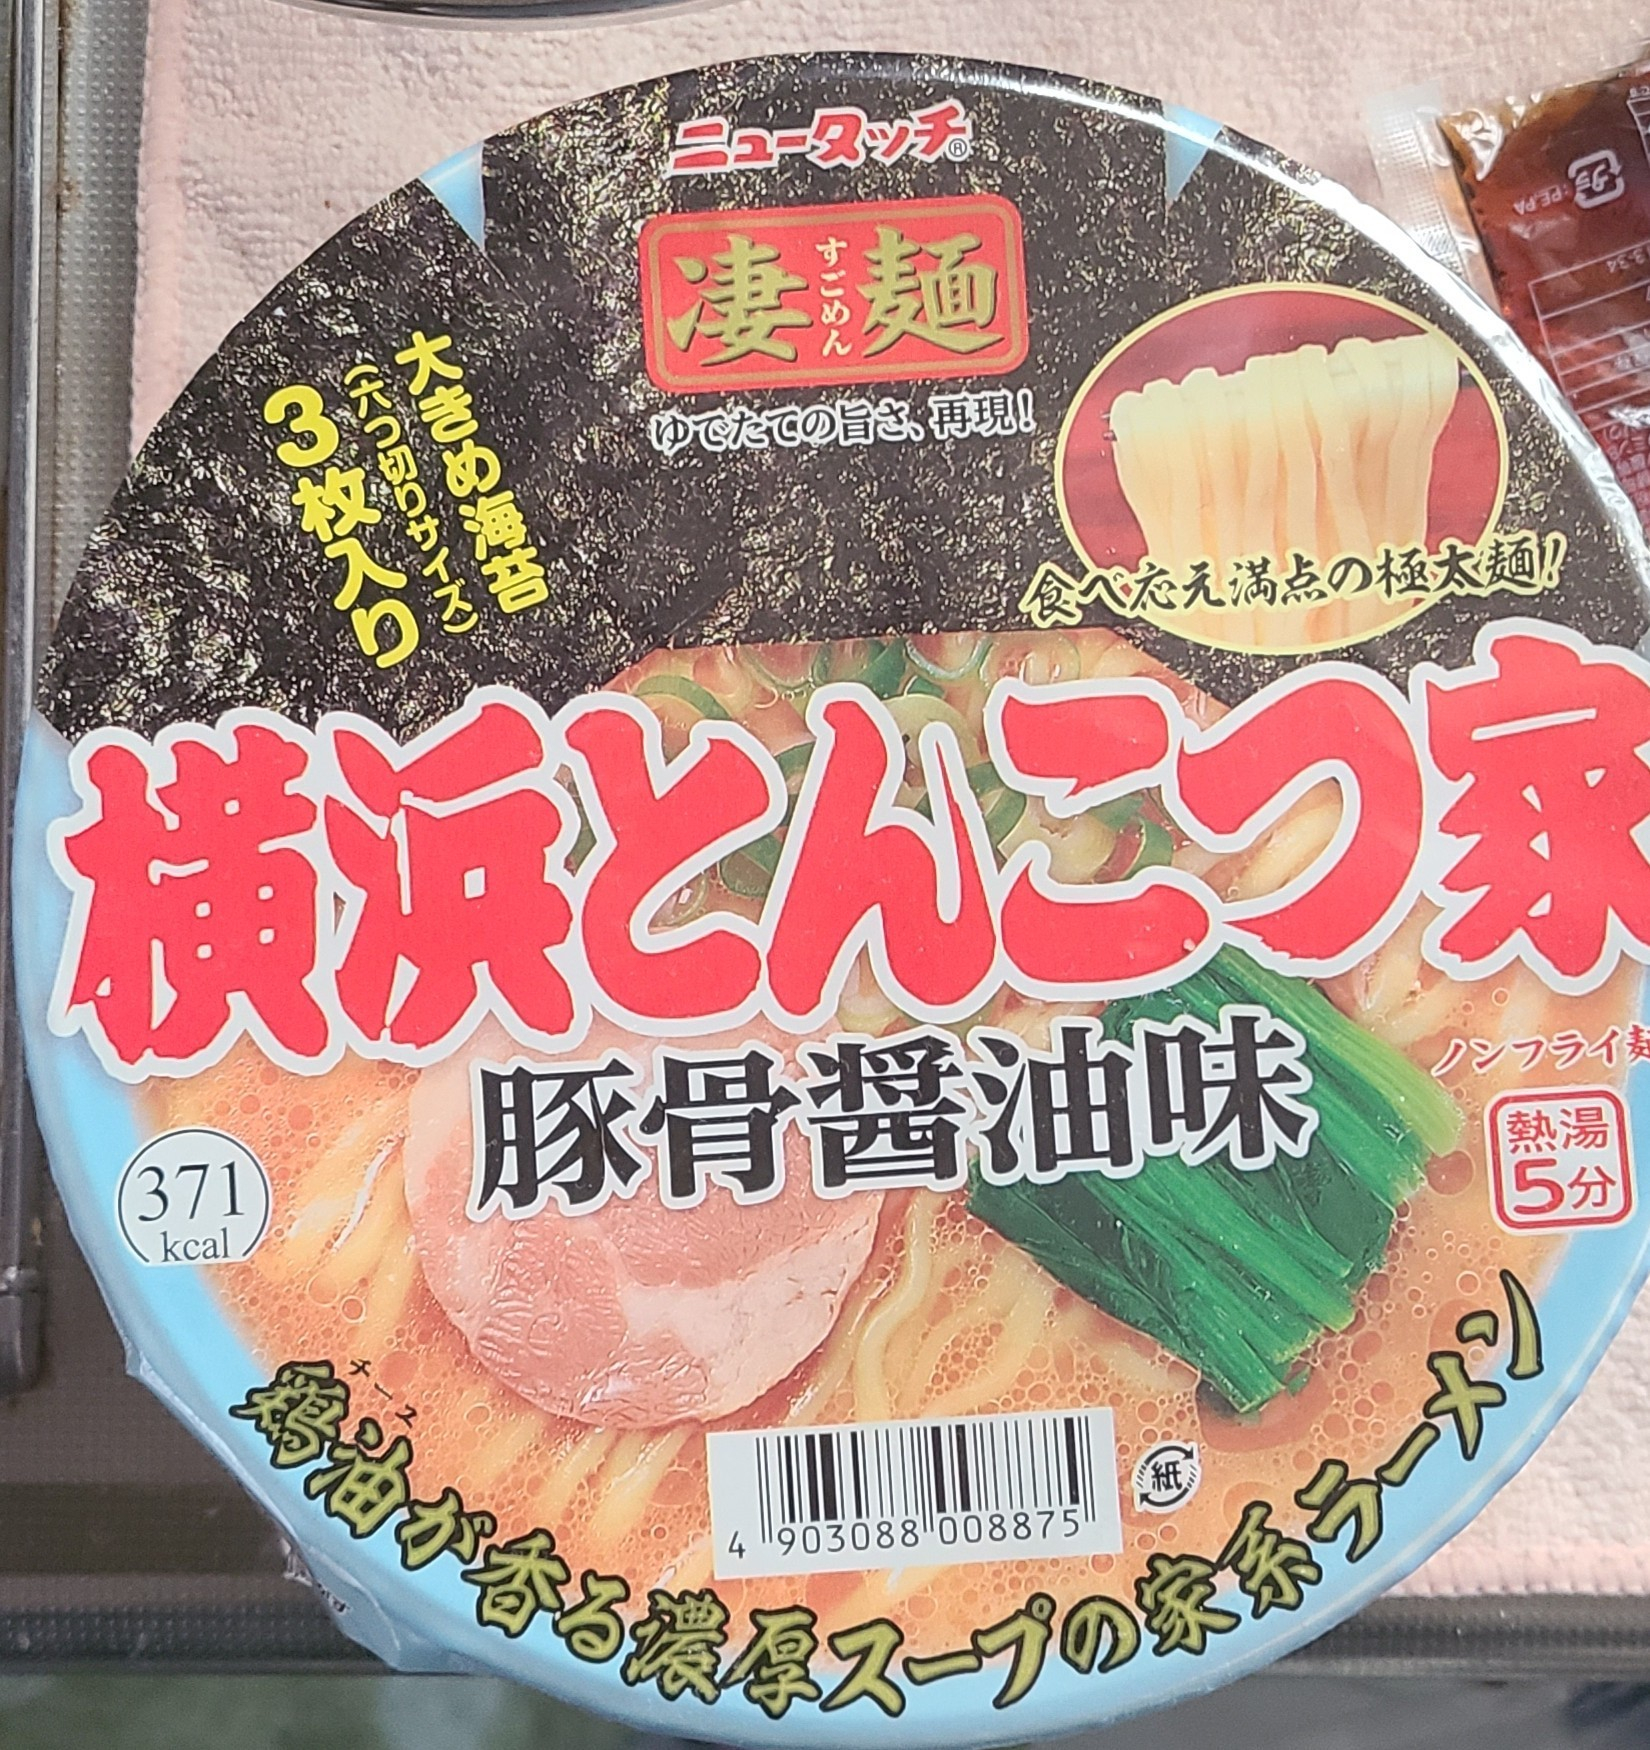 ニュータッチ®
凄麺
すごめん
ゆでたての旨さ、再現!
大きめ海苔
(六つ切りサイズ)
3枚入り
食べ応え満点の極太麺!!
横浜とんこつ家
豚骨醤油味
ノンフライ麺
熱湯
5分
371
kcal
チー ユ
鶏油が香る濃厚スープの家系ラーメン
4 903088 008875
紙
プラ
:PE,PA